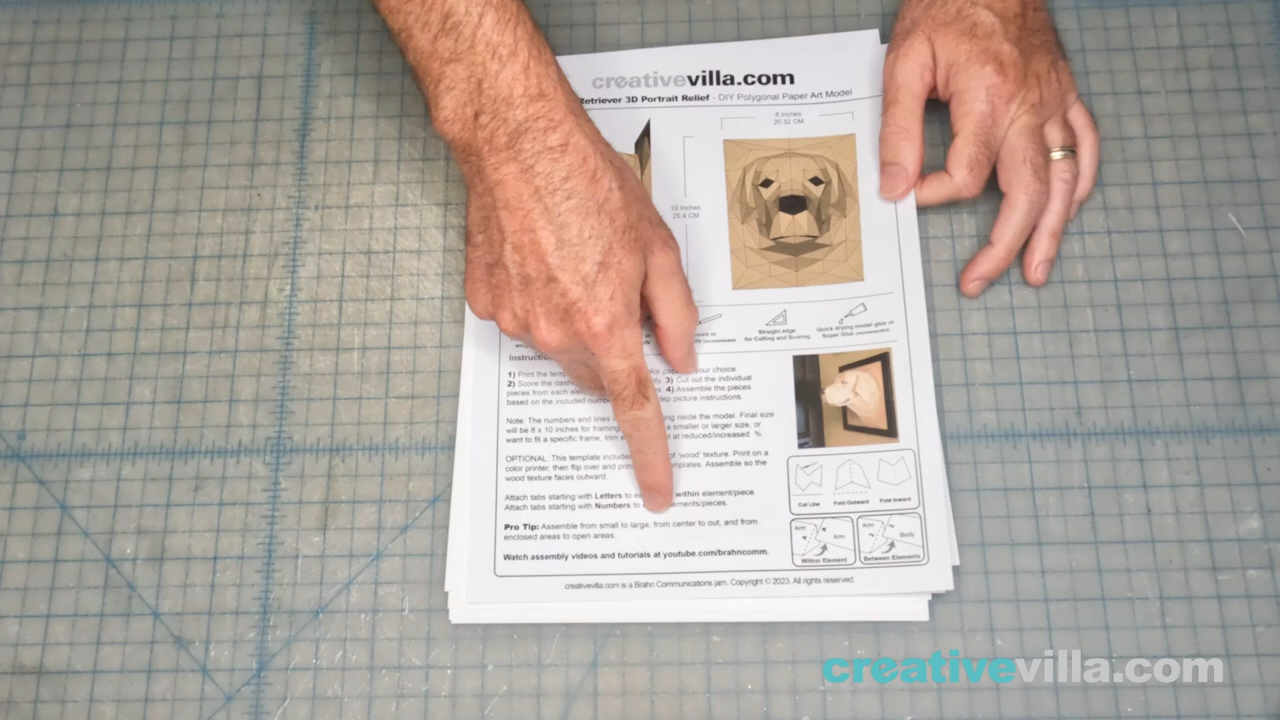 creativevilla.com
Retriever 3D Portrait Relief - DIY Polygonal Paper Art Model
8 Inches
20.32 CM
10 Inches
25.4 CM
Straight edge
for Cutting and Scoring
Quick drying model glue or
Super Glue (recommended)
1) Print the your choice.
2) Score the 3) Cut out the individual
pieces from each 4) Assemble the pieces
based on the included picture instructions.
Note: The numbers and lines inside the model. Final size
will be 8 x 10 inches for framing a smaller or larger size, or
want to fit a specific frame, trim at reduced/increased %.
OPTIONAL: This template of 'wood' texture. Print on a
color printer, then flip over and Assemble so the
wood texture faces outward.
Attach tabs starting with Letters to within element/piece.
Attach tabs starting with Numbers to
Pro Tip: Assemble from small to large, from center to out, and from
enclosed areas to open areas.
Watch assembly videos and tutorials at youtube.com/brahncomm.
Cut Line
Fold Outward
Fold Inward
Arm
Arm
Within Element
Arm
Body
Between Elements
creativevilla.com is a Brahn Communications jam. Copyright © 2023. All rights reserved.
creativevilla.com